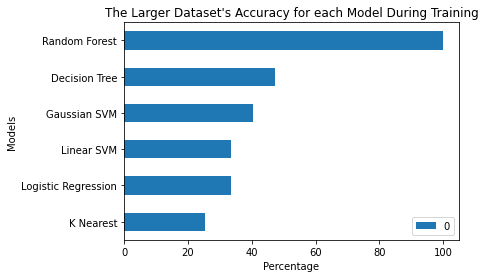 The Larger Dataset's Accuracy for each Model During Training
Random Forest
Decision Tree
Gaussian SVM
Linear SVM
Logistic Regression
K Nearest
Models
0
0 20 40 60 80 100
Percentage